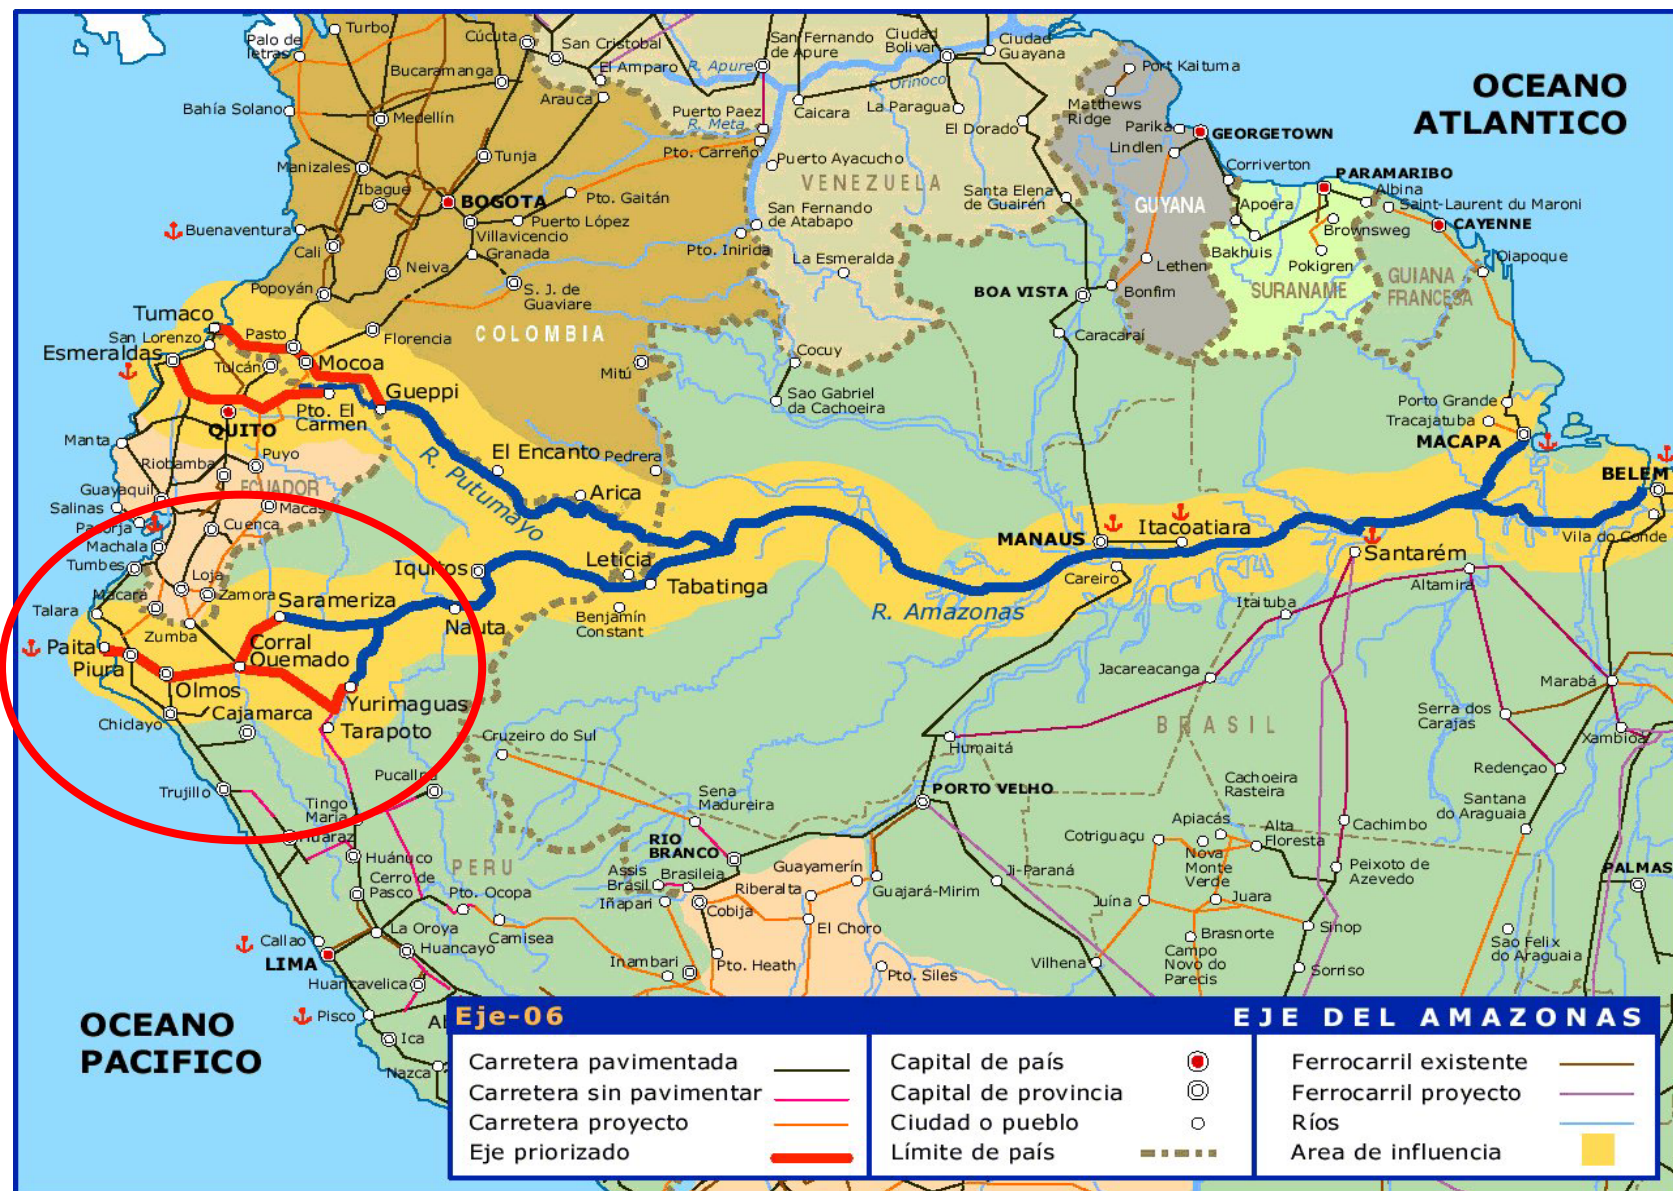 Palo de
letras
Turbo
Cúcuta
San Cristobal
San Fernando
de Apure
Ciudad
Bolivar
Ciudad
Guayana
Bucaramanga
El Amparo
R. Apure
R. Orinoco
Port Kaituma
OCEANO
ATLANTICO
Bahía Solano
Medellín
Arauca
Puerto Paez
R. Meta
Caicara
La Paragua
El Dorado
Matthews
Ridge
Parika
GEORGETOWN
Lindlen
Manizales
Tunja
Pto. Carreño
Puerto Ayacucho
VENEZUELA
Corriverton
PARAMARIBO
Albina
Ibague
BOGOTA
Pto. Gaitán
Santa Elena
de Guairén
GUYANA
Apoera
Saint-Laurent du Maroni
Buenaventura
Puerto López
San Fernando
de Atabapo
Brownsweg
CAYENNE
Cali
Villavicencio
Granada
Pto. Inirida
La Esmeralda
Lethen
Bakhuis
Pokigren
Oiapoque
Neiva
Popoyán
S. J. de
Guaviare
BOA VISTA
Bonfim
SURANAME
GUIANA
FRANCESA
Tumaco
San Lorenzo
Pasto
Florencia
COLOMBIA
Caracaraí
Esmeraldas
Tulcán
Mocoa
Mitú
Cocuy
Gueppi
Pto. El
Carmen
Sao Gabriel
da Cachoeira
Porto Grande
Tracajatuba
QUITO
MACAPA
Manta
Riobamba
Puyo
R. Putumayo
El Encanto
Pedrera
BELEM
Guayaquil
ECUADOR
Salinas
Macas
Arica
Cuenca
Machala
MANAUS
Itacoatiara
Vila do Conde
Tumbes
Loja
Iquitos
Leticia
Santarém
Macará
Zamora
Sarameriza
Tabatinga
Careiro
Altamira
Talara
Zumba
Nauta
Benjamín
Constant
R. Amazonas
Itaituba
Paita
Corral
Quemado
Piura
Jacareacanga
Marabá
Olmos
Yurimaguas
Chiclayo
Cajamarca
Tarapoto
Cruzeiro do Sul
BRASIL
Serra dos
Carajas
Humaitá
Xambioa
Pucallpa
Redençao
Trujillo
Tingo
Maria
Sena
Madureira
PORTO VELHO
Cachoeira
Rasteira
Santana
do Araguaia
RIO
BRANCO
Cotriguaçu
Apiacás
Alta
Floresta
Cachimbo
Huánuco
PERU
Nova
Monte
Verde
Peixoto de
Azevedo
PALMAS
Cerro de
Pasco
Pto. Ocopa
Assis
Brásil
Brasileia
Guayamerín
Riberalta
Guajará-Mirim
Ji-Paraná
Iñapari
Cobija
Juína
Juara
Callao
La Oroya
Camisea
El Choro
Sinop
Huancayo
Brasnorte
Sao Felix
do Araguaia
LIMA
Inambari
Pto. Heath
Pto. Siles
Vilhena
Campo
Novo do
Parecis
Sorriso
Huancavelica
OCEANO
PACIFICO
Pisco
Ica
Nazca
Eje-06
EJE DEL AMAZONAS
Carretera pavimentada
Capital de país
Ferrocarril existente
Carretera sin pavimentar
Capital de provincia
Ferrocarril proyecto
Carretera proyecto
Ciudad o pueblo
Ríos
Eje priorizado
Límite de país
Area de influencia